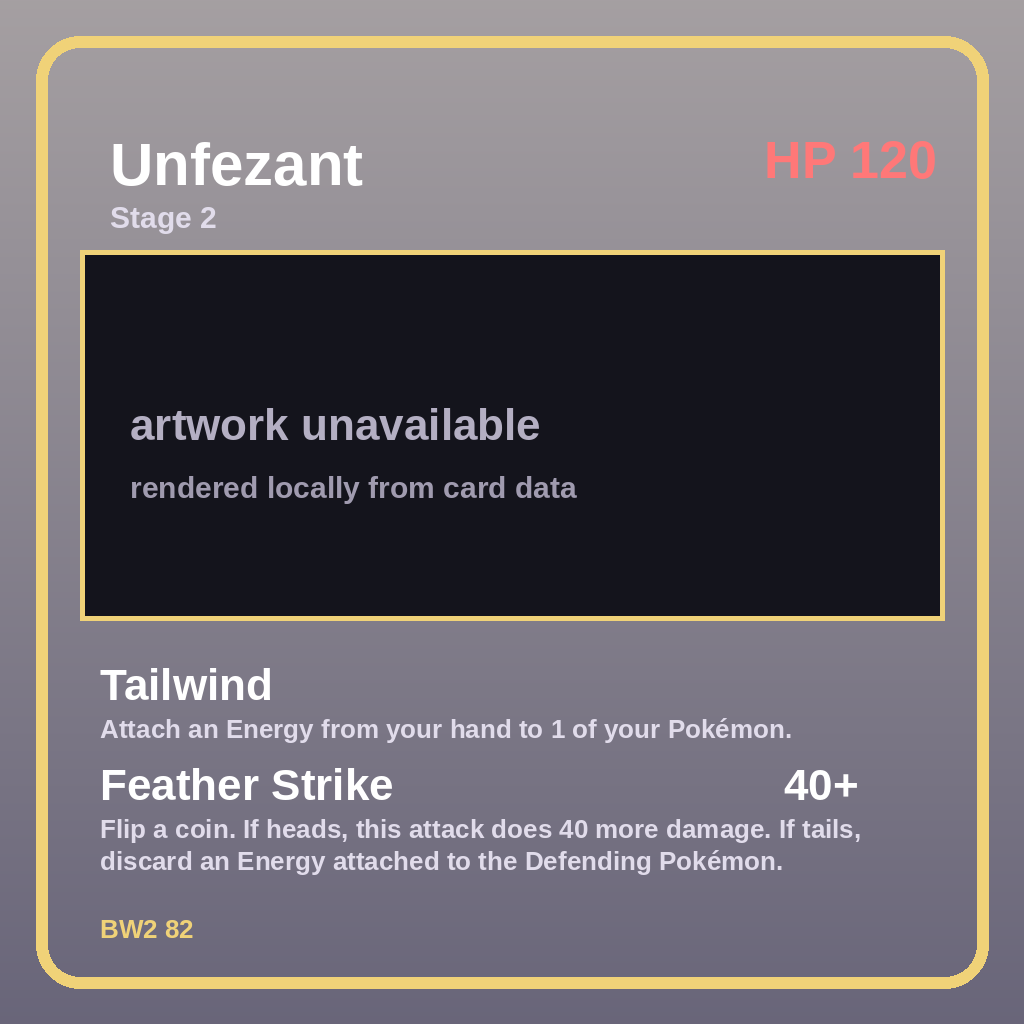 Unfezant
HP 120
Stage 2
artwork unavailable
rendered locally from card data
Tailwind
Attach an Energy from your hand to 1 of your Pokémon.
Feather Strike
40+
Flip a coin. If heads, this attack does 40 more damage. If tails,
discard an Energy attached to the Defending Pokémon.
BW2 82